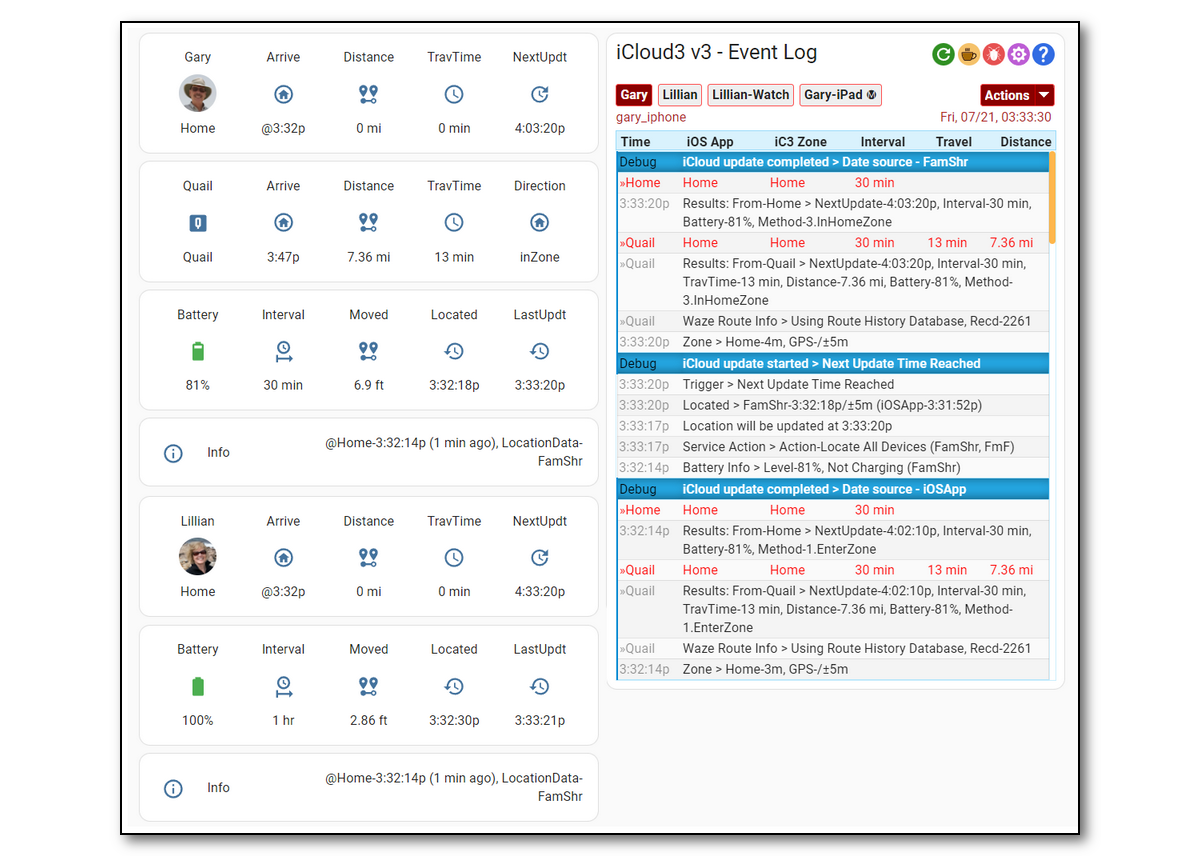 Gary Arrive Distance TravTime NextUpdt
Home @3:32p 0 mi 0 min 4:03:20p
Quail Arrive Distance TravTime Direction
Q
Quail 3:47p 7.36 mi 13 min inZone
Battery Interval Moved Located LastUpdt
81% 30 min 6.9 ft 3:32:18p 3:33:20p
Info @Home-3:32:14p (1 min ago), LocationData-
FamShr
Lillian Arrive Distance TravTime NextUpdt
Home @3:32p 0 mi 0 min 4:33:20p
Battery Interval Moved Located LastUpdt
100% 1 hr 2.86 ft 3:32:30p 3:33:21p
Info @Home-3:32:14p (1 min ago), LocationData-
FamShr
iCloud3 v3 - Event Log
?
Gary Lillian Lillian-Watch Gary-iPad Ⓜ Actions
gary_iphone Fri, 07/21, 03:33:30
Time iOS App iC3 Zone Interval Travel Distance
Debug iCloud update completed > Date source - FamShr
»Home Home Home 30 min
3:33:20p Results: From-Home > NextUpdate-4:03:20p, Interval-30 min,
Battery-81%, Method-3.InHomeZone
»Quail Home Home 30 min 13 min 7.36 mi
»Quail Results: From-Quail > NextUpdate-4:03:20p, Interval-30 min,
TravTime-13 min, Distance-7.36 mi, Battery-81%, Method-
3.InHomeZone
»Quail Waze Route Info > Using Route History Database, Recd-2261
3:33:20p Zone > Home-4m, GPS-/±5m
Debug iCloud update started > Next Update Time Reached
3:33:20p Trigger > Next Update Time Reached
3:33:20p Located > FamShr-3:32:18p/±5m (iOSApp-3:31:52p)
3:33:17p Location will be updated at 3:33:20p
3:33:17p Service Action > Action-Locate All Devices (FamShr, FmF)
3:32:14p Battery Info > Level-81%, Not Charging (FamShr)
Debug iCloud update completed > Date source - iOSApp
»Home Home Home 30 min
3:32:14p Results: From-Home > NextUpdate-4:02:10p, Interval-30 min,
Battery-81%, Method-1.EnterZone
»Quail Home Home 30 min 13 min 7.36 mi
»Quail Results: From-Quail > NextUpdate-4:02:10p, Interval-30 min,
TravTime-13 min, Distance-7.36 mi, Battery-81%, Method-
1.EnterZone
»Quail Waze Route Info > Using Route History Database, Recd-2261
3:32:14p Zone > Home-3m, GPS-/±5m